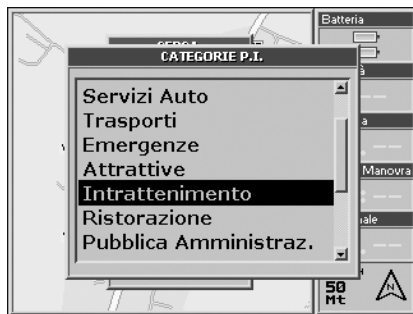 Batteria
CATEGORIE P.I.
Servizi Auto
Trasporti
Emergenze
Attrattive
Intrattenimento
Ristorazione
Pubblica Amministraz.
Manovra
50
Mt
N